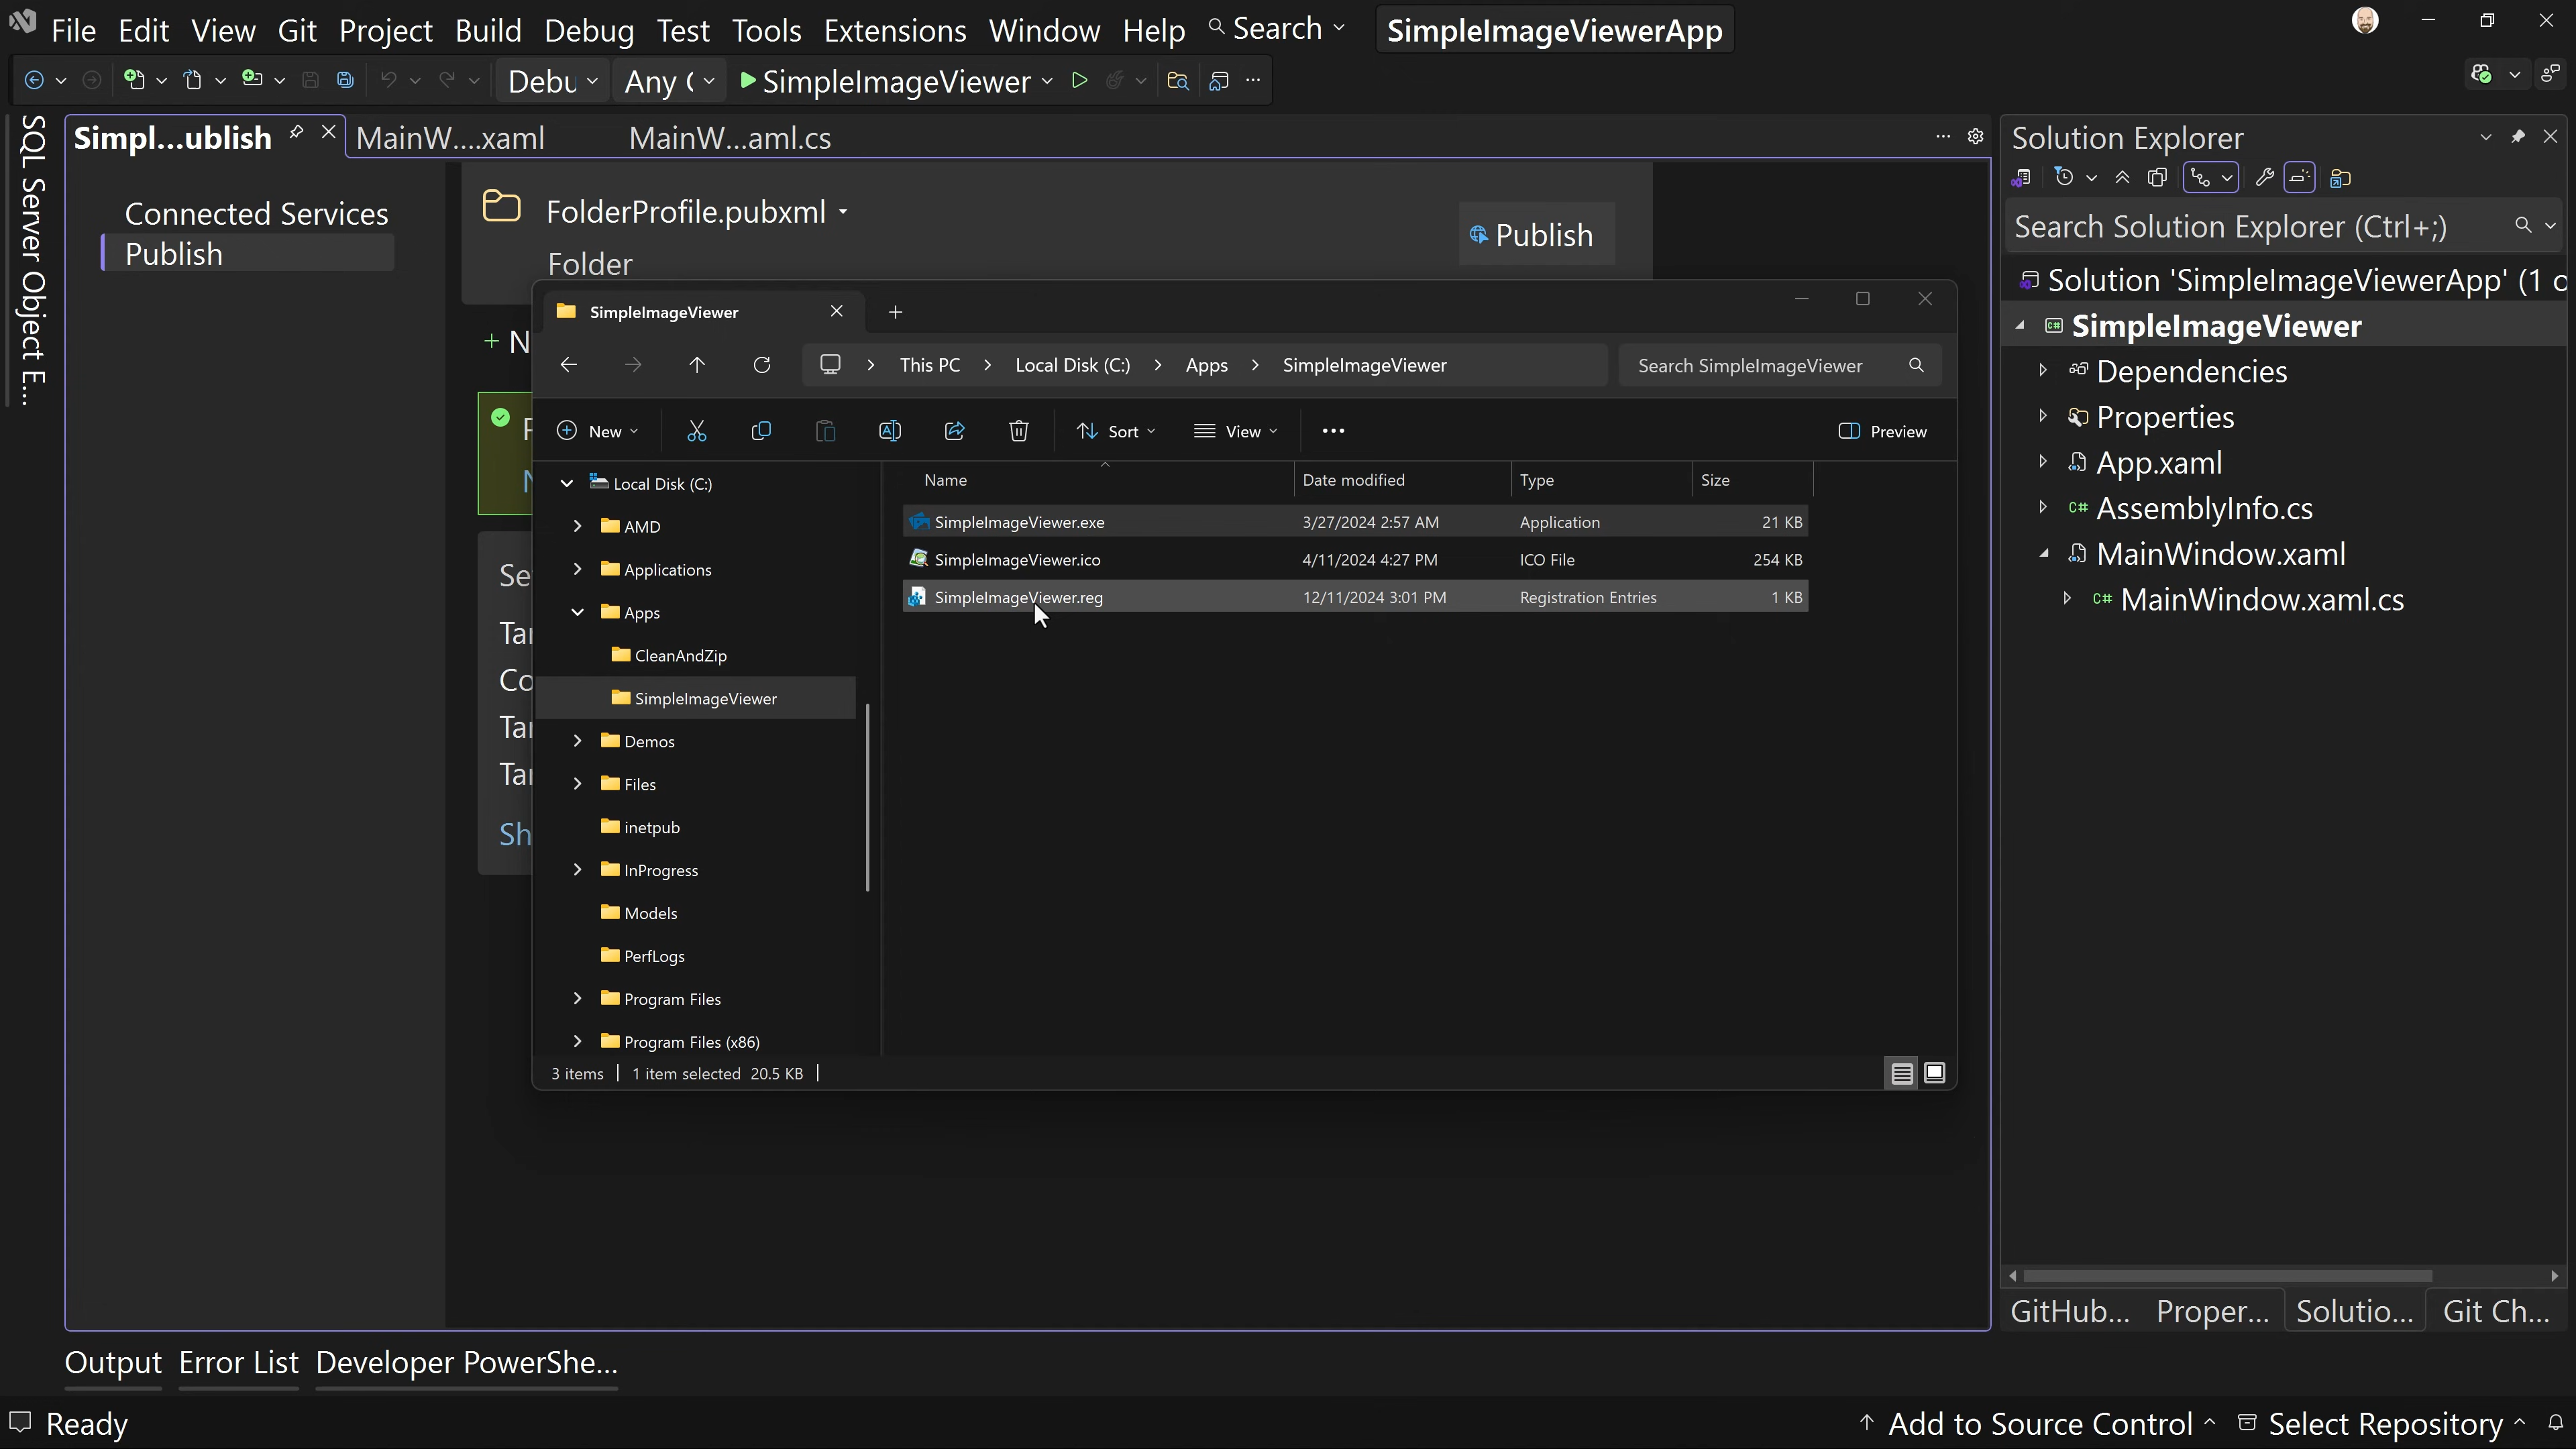 File Edit View Git Project Build Debug Test Tools Extensions Window Help Search SimpleImageViewerApp
Debu Any ( SimpleImageViewer
SQL Server Object E...
Simpl...ublish MainW....xaml MainW...aml.cs
Connected Services
Publish
FolderProfile.pubxml
Folder
Publish
+ N
Se
Tar
Co
Tar
Tar
Sh
SimpleImageViewer
This PC > Local Disk (C:) > Apps > SimpleImageViewer
Search SimpleImageViewer
New Sort View Preview
Local Disk (C:)
AMD
Applications
Apps
CleanAndZip
SimpleImageViewer
Demos
Files
inetpub
InProgress
Models
PerfLogs
Program Files
Program Files (x86)
Name Date modified Type Size
SimpleImageViewer.exe 3/27/2024 2:57 AM Application 21 KB
SimpleImageViewer.ico 4/11/2024 4:27 PM ICO File 254 KB
SimpleImageViewer.reg 12/11/2024 3:01 PM Registration Entries 1 KB
3 items 1 item selected 20.5 KB
Solution Explorer
Search Solution Explorer (Ctrl+;)
Solution 'SimpleImageViewerApp' (1 o
C# SimpleImageViewer
Dependencies
Properties
App.xaml
C# AssemblyInfo.cs
MainWindow.xaml
C# MainWindow.xaml.cs
GitHub... Proper... Solutio... Git Ch...
Output Error List Developer PowerShe...
Ready
Add to Source Control Select Repository